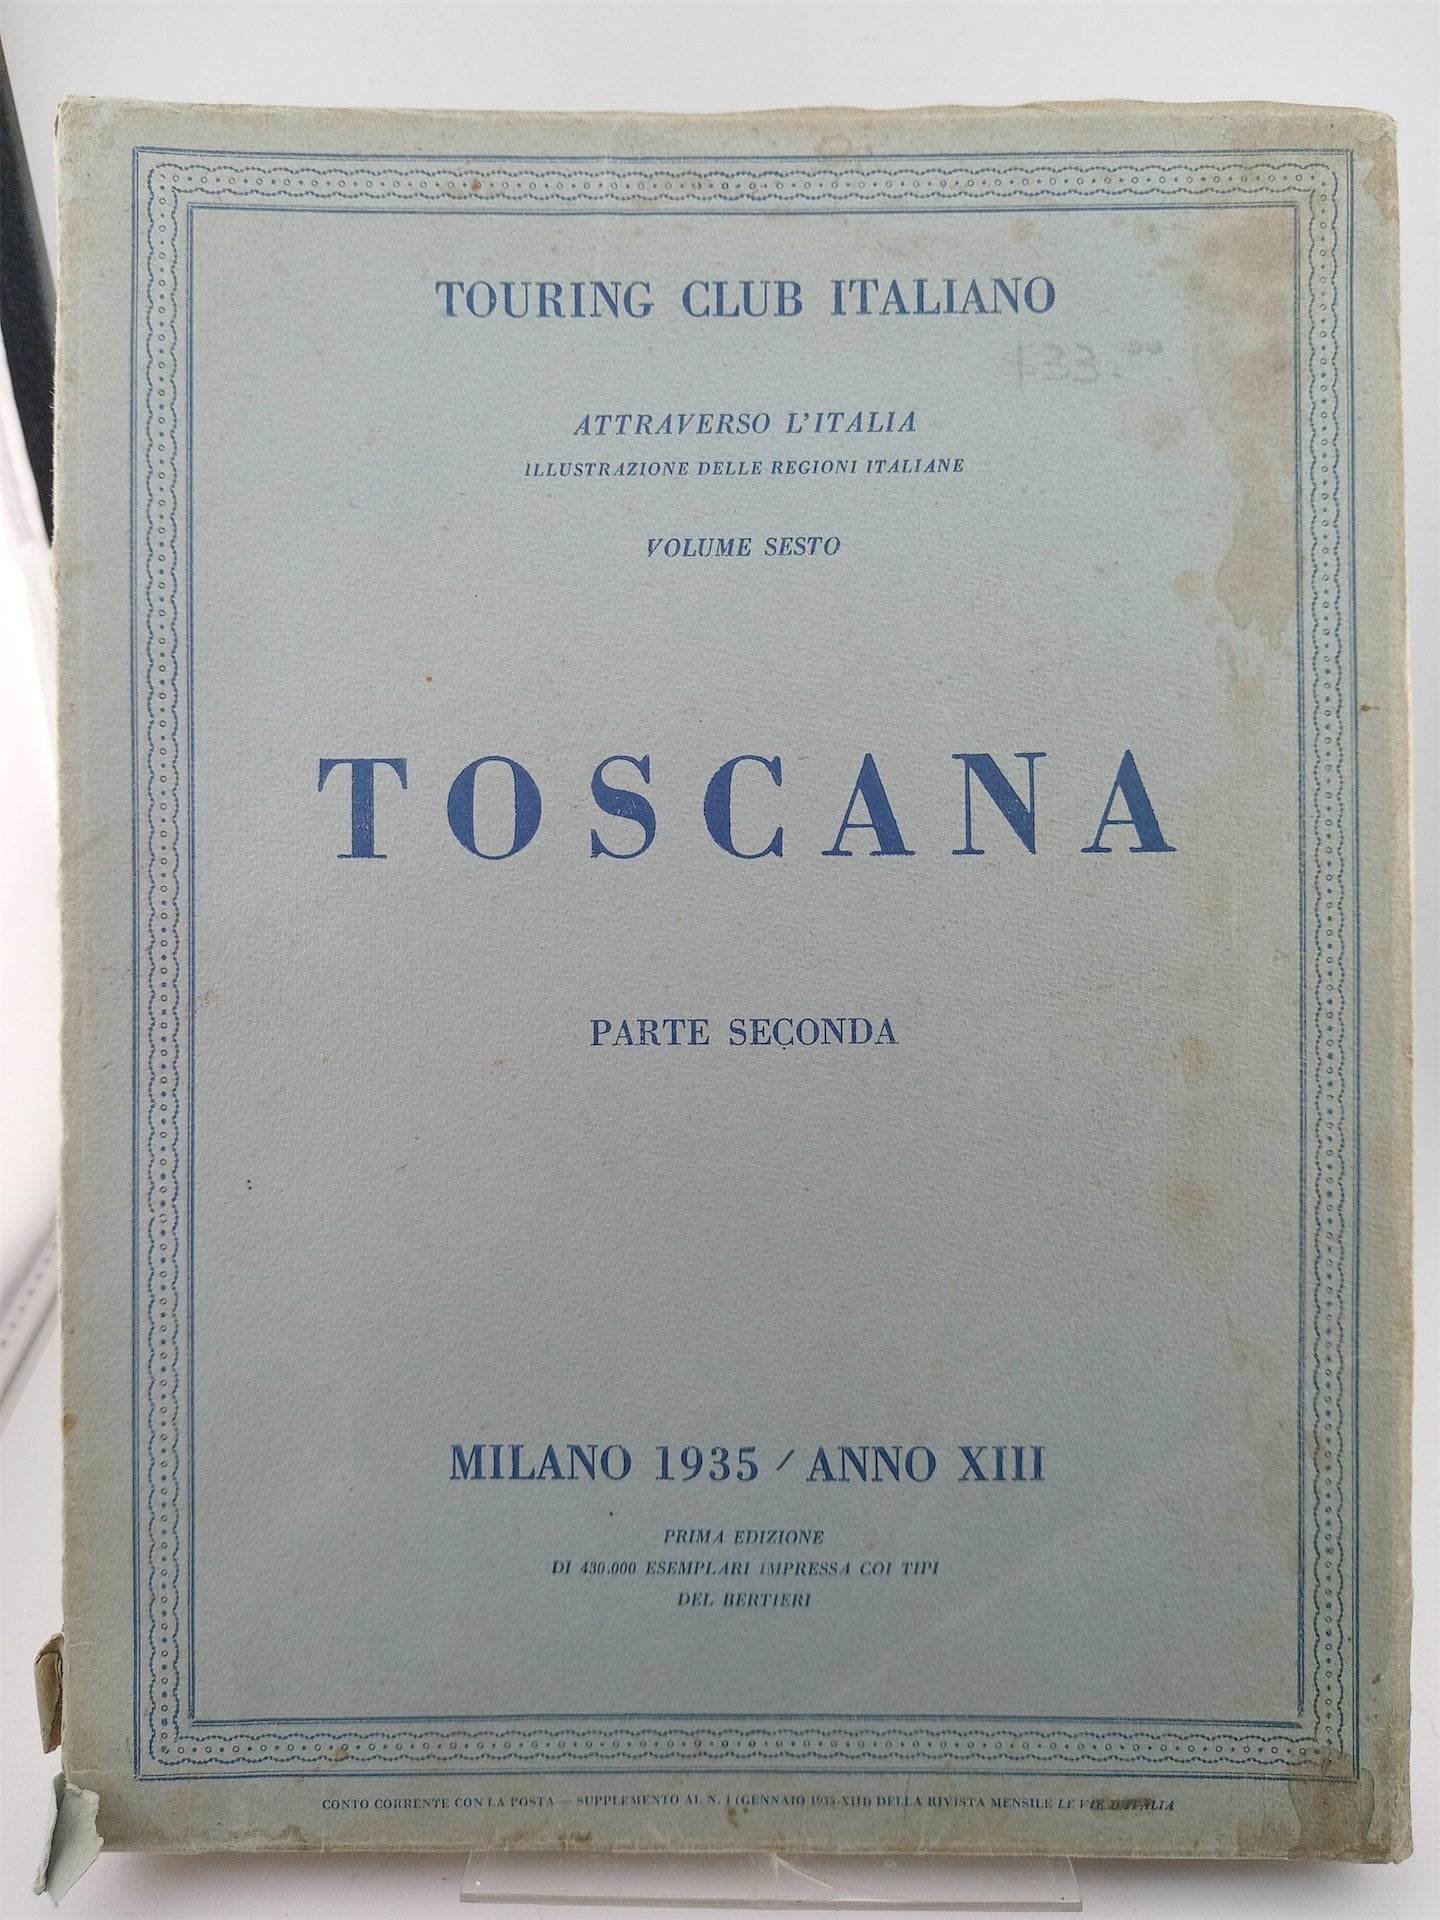 TOURING CLUB ITALIANO
ATTRAVERSO L'ITALIA
ILLUSTRAZIONE DELLE REGIONI ITALIANE
VOLUME SESTO
TOSCANA
PARTE SECONDA
MILANO 1935 / ANNO XIII
PRIMA EDIZIONE
DI 430.000 ESEMPLARI IMPRESSA COI TIPI
DEL BERTIERI
CONTO CORRENTE CON LA POSTA — SUPPLEMENTO AL N. 1 (GENNAIO 1935-XIII) DELLA RIVISTA MENSILE LE VIE D'ITALIA